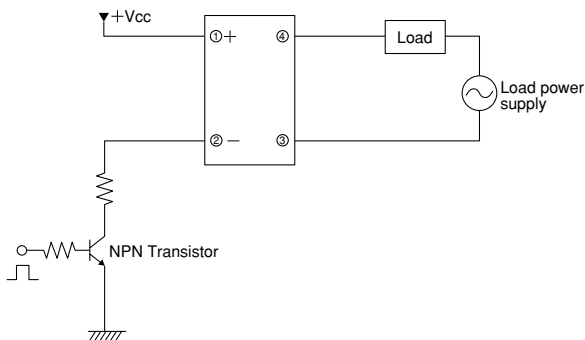 +Vcc
① + ④
Load
Load power
supply
② − ③
NPN Transistor